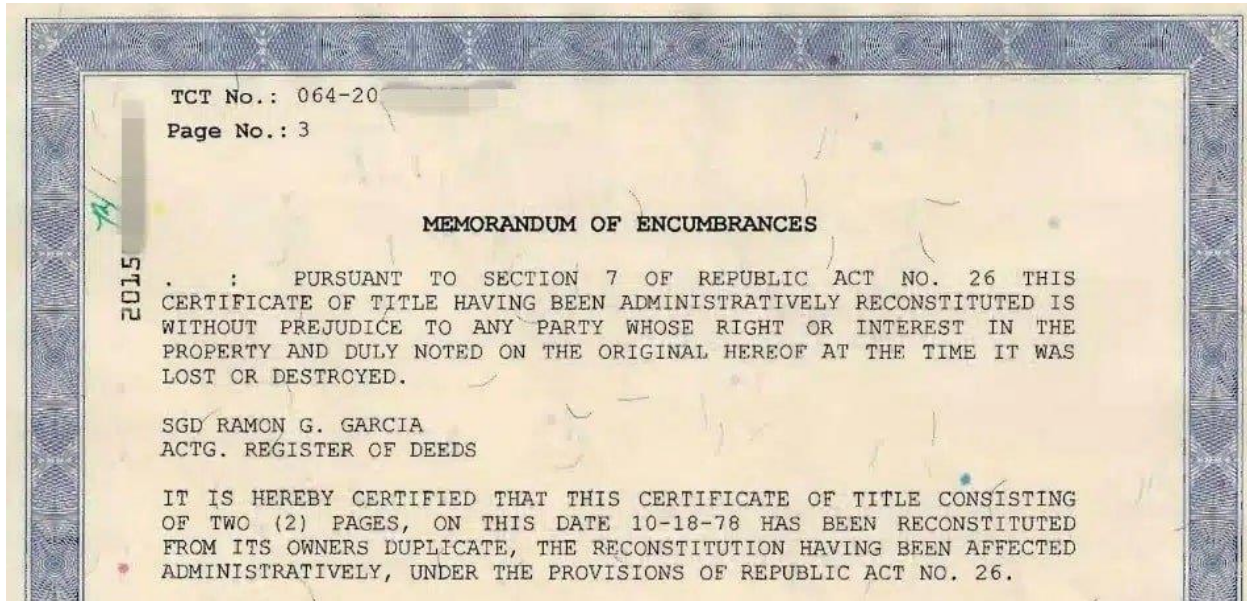 TCT No.: 064-20
Page No.: 3
2015
MEMORANDUM OF ENCUMBRANCES
. : PURSUANT TO SECTION 7 OF REPUBLIC ACT NO. 26 THIS
CERTIFICATE OF TITLE HAVING BEEN ADMINISTRATIVELY RECONSTITUTED IS
WITHOUT PREJUDICE TO ANY PARTY WHOSE RIGHT OR INTEREST IN THE
PROPERTY AND DULY NOTED ON THE ORIGINAL HEREOF AT THE TIME IT WAS
LOST OR DESTROYED.
SGD RAMON G. GARCIA
ACTG. REGISTER OF DEEDS
IT IS HEREBY CERTIFIED THAT THIS CERTIFICATE OF TITLE CONSISTING
OF TWO (2) PAGES, ON THIS DATE 10-18-78 HAS BEEN RECONSTITUTED
FROM ITS OWNERS DUPLICATE, THE RECONSTITUTION HAVING BEEN AFFECTED
ADMINISTRATIVELY, UNDER THE PROVISIONS OF REPUBLIC ACT NO. 26.